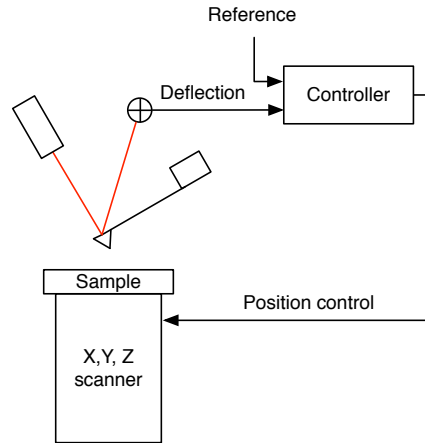 Reference
Deflection
Controller
Sample
Position control
X,Y, Z
scanner